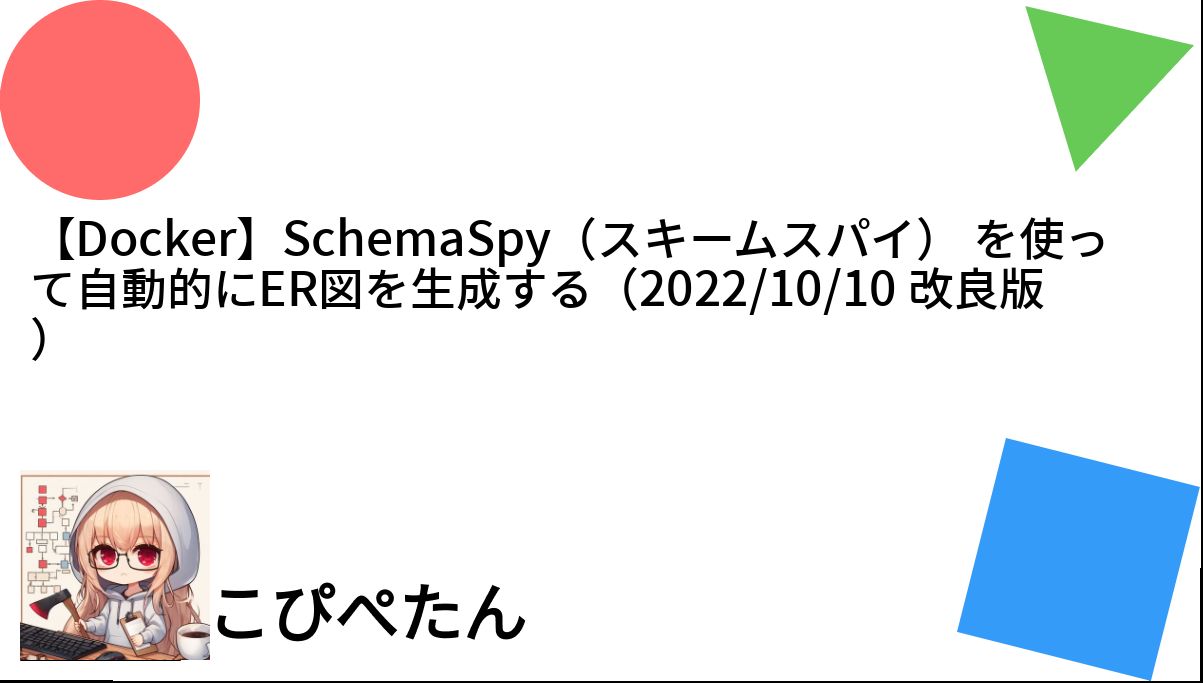 【Docker】SchemaSpy（スキームスパイ） を使っ
て自動的にER図を生成する（2022/10/10 改良版
）
こぴぺたん